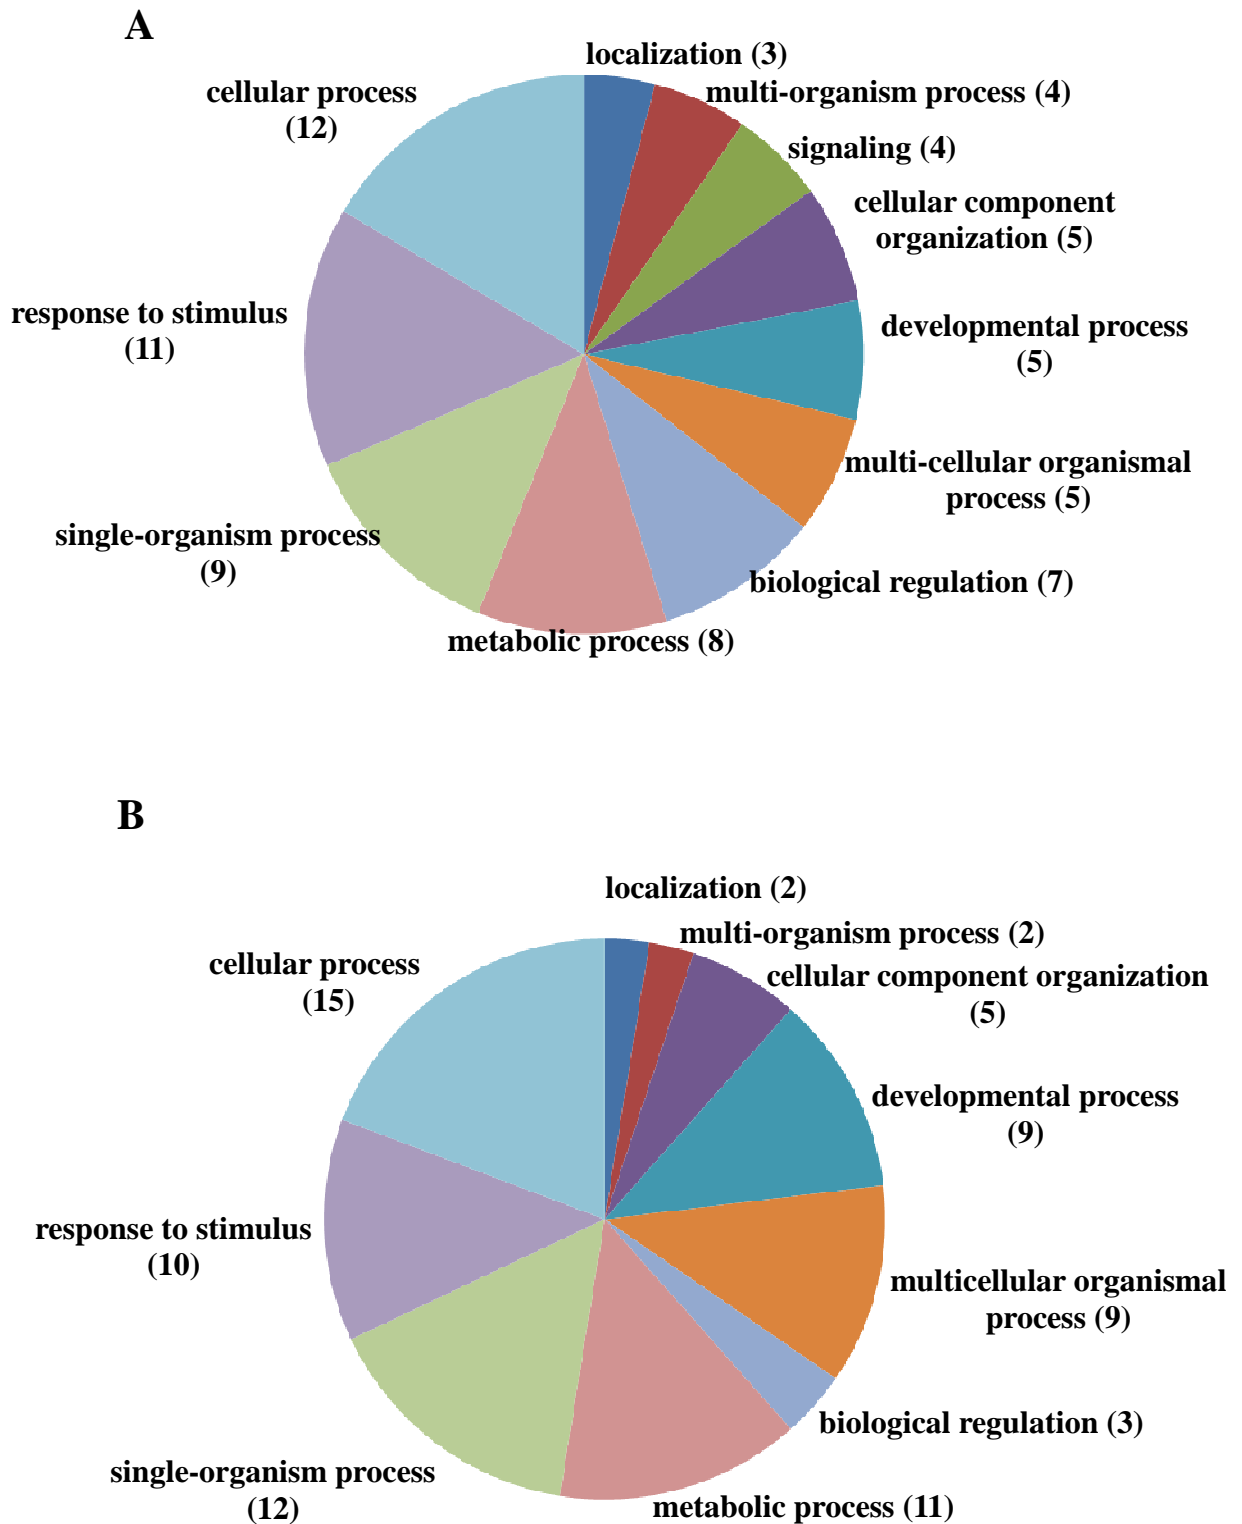 A
localization (3)
multi-organism process (4)
signaling (4)
cellular component
organization (5)
developmental process
(5)
multi-cellular organismal
process (5)
biological regulation (7)
metabolic process (8)
single-organism process
(9)
response to stimulus
(11)
cellular process
(12)
B
localization (2)
multi-organism process (2)
cellular component organization
(5)
developmental process
(9)
multicellular organismal
process (9)
biological regulation (3)
metabolic process (11)
single-organism process
(12)
response to stimulus
(10)
cellular process
(15)